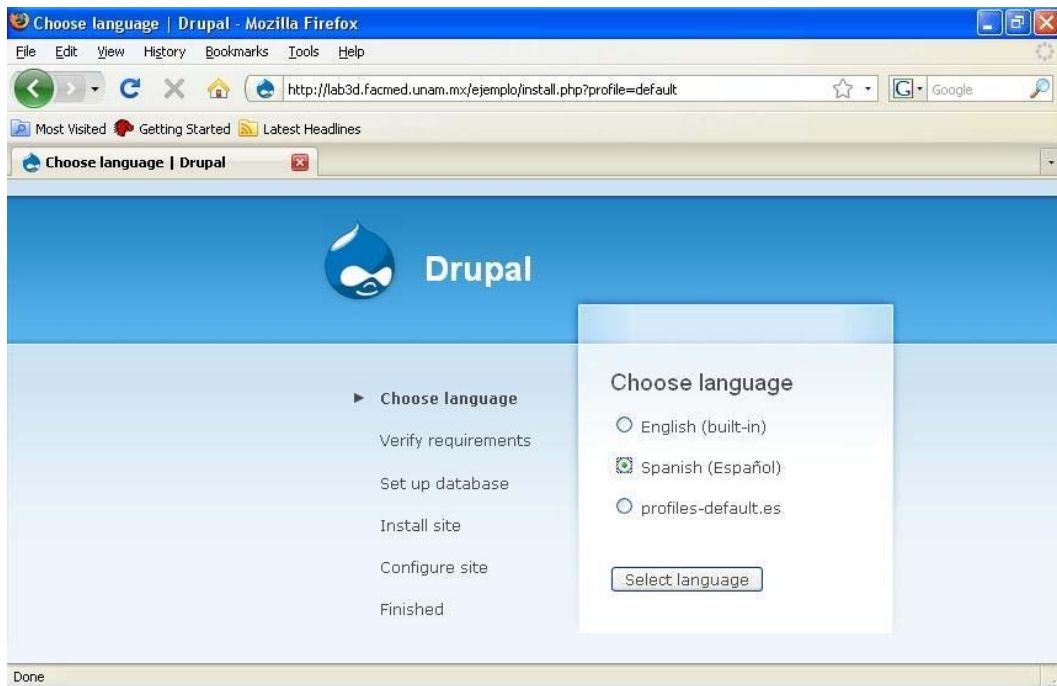 Choose language | Drupal - Mozilla Firefox
File Edit View History Bookmarks Tools Help
http://lab3d.facmed.unam.mx/ejemplo/install.php?profile=default
G Google
Most Visited Getting Started Latest Headlines
Choose language | Drupal
Drupal
Choose language
Verify requirements
Set up database
Install site
Configure site
Finished
Choose language
English (built-in)
Spanish (Español)
profiles-default.es
Select language
Done